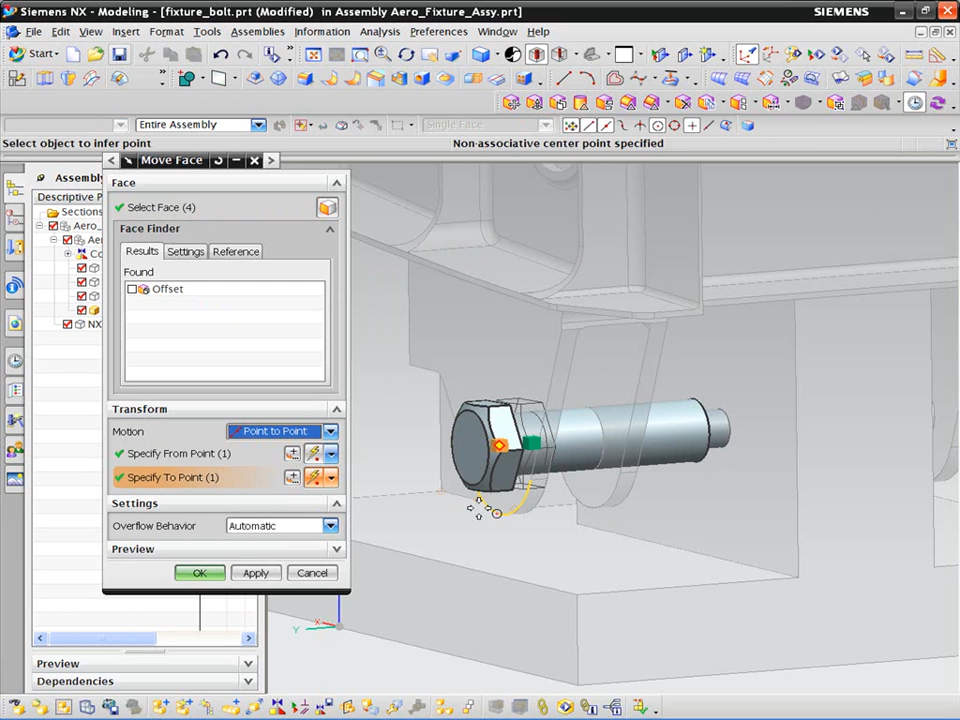 Siemens NX - Modeling - [fixture_bolt.prt (Modified) in Assembly Aero_Fixture_Assy.prt]
SIEMENS
File Edit View Insert Format Tools Assemblies Information Analysis Preferences Window Help
Start
Entire Assembly
Single Face
Select object to infer point
Non-associative center point specified
Assemb
Move Face
Descriptive P
Sections
Aero_
Aer
Co
NX
Face
Select Face (4)
Face Finder
Results Settings Reference
Found
Offset
Transform
Motion
Point to Point
Specify From Point (1)
Specify To Point (1)
Settings
Overflow Behavior
Automatic
Preview
OK
Apply
Cancel
X
Y
Preview
Dependencies